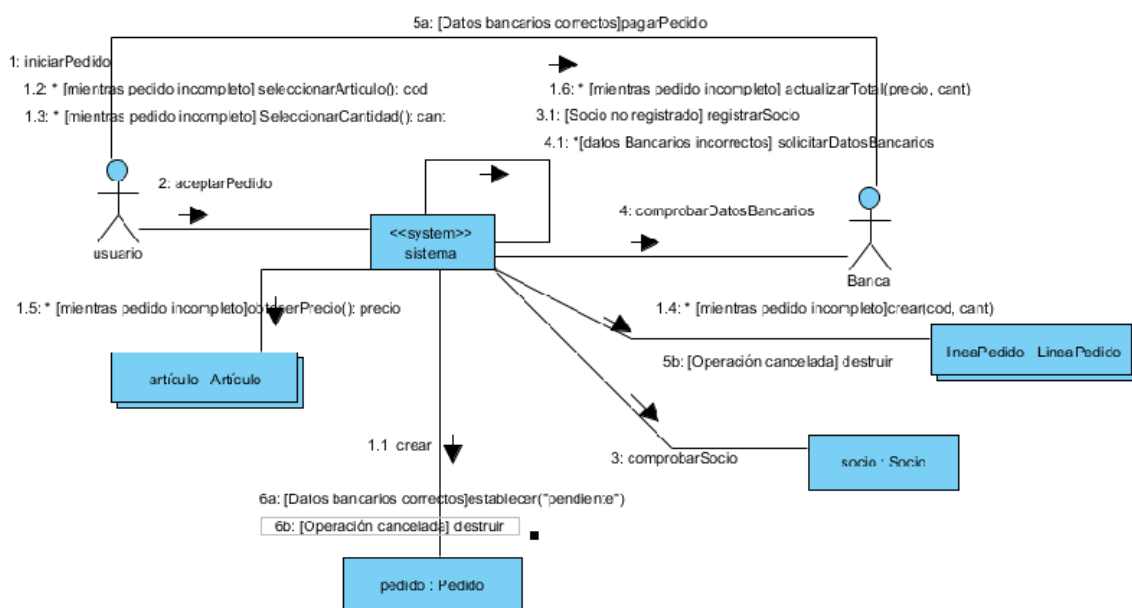 5a: [Datos bancarios correctos]pagarPedido
1: iniciarPedido
1.2: * [mientras pedido incompleto] seleccionarArticulo(): cod
1.3: * [mientras pedido incompleto] SeleccionarCantidad(): can:
1.6: * [mientras pedido incompleto] actualizarTotal(precio, cant)
3.1: [Socio no registrado] registrarSocio
4.1: *[datos Bancarios incorrectos] solicitarDatosBancarios
2: aceptarPedido
4: comprobarDatosBancarios
<<system>>
sistema
usuario
Banca
1.5: * [mientras pedido incompleto]obtenerPrecio(): precio
1.4: * [mientras pedido incompleto]crear(cod, cant)
artículo : Artículo
lineaPedido : LineaPedido
5b: [Operación cancelada] destruir
1.1 crear
3: comprobarSocio
socio : Socio
6a: [Datos bancarios correctos]establecer("pendiente")
6b: [Operación cancelada] destruir
pedido : Pedido